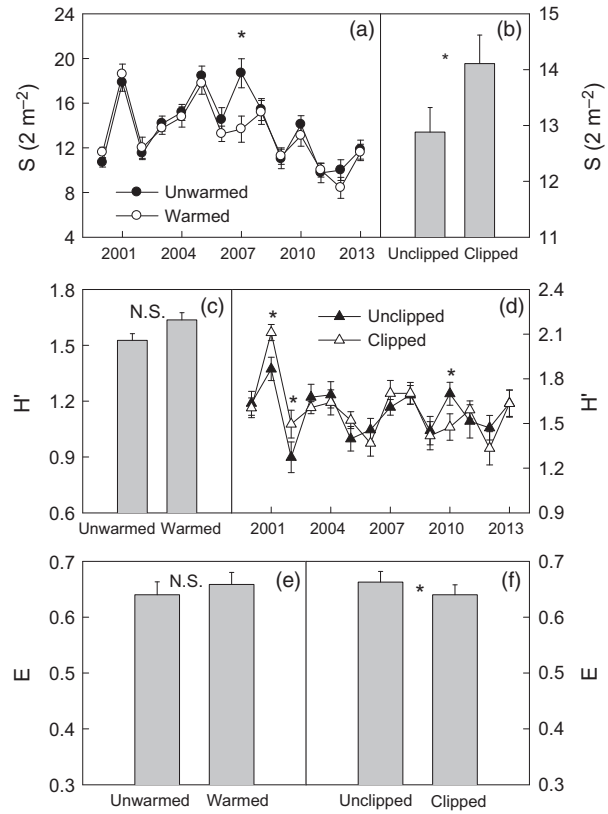 (a)
S (2 m⁻²)
24
20
16
12
8
4
*
Unwarmed
Warmed
2001 2004 2007 2010 2013
(b)
*
15
14
13
12
11
S (2 m⁻²)
Unclipped Clipped
(c)
H'
1.8
1.5
1.2
0.9
0.6
N.S.
Unwarmed Warmed
(d)
Unclipped
Clipped
*
*
*
2.4
2.1
1.8
1.5
1.2
0.9
H'
2001 2004 2007 2010 2013
(e)
E
0.7
0.6
0.5
0.4
0.3
N.S.
Unwarmed Warmed
(f)
*
0.7
0.6
0.5
0.4
0.3
E
Unclipped Clipped